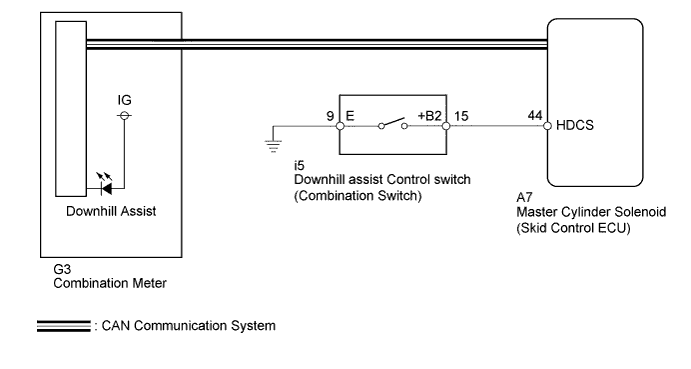 IG
Downhill Assist
G3
Combination Meter
9 E +B2 15
i5
Downhill assist Control switch
(Combination Switch)
44 HDCS
A7
Master Cylinder Solenoid
(Skid Control ECU)
: CAN Communication System